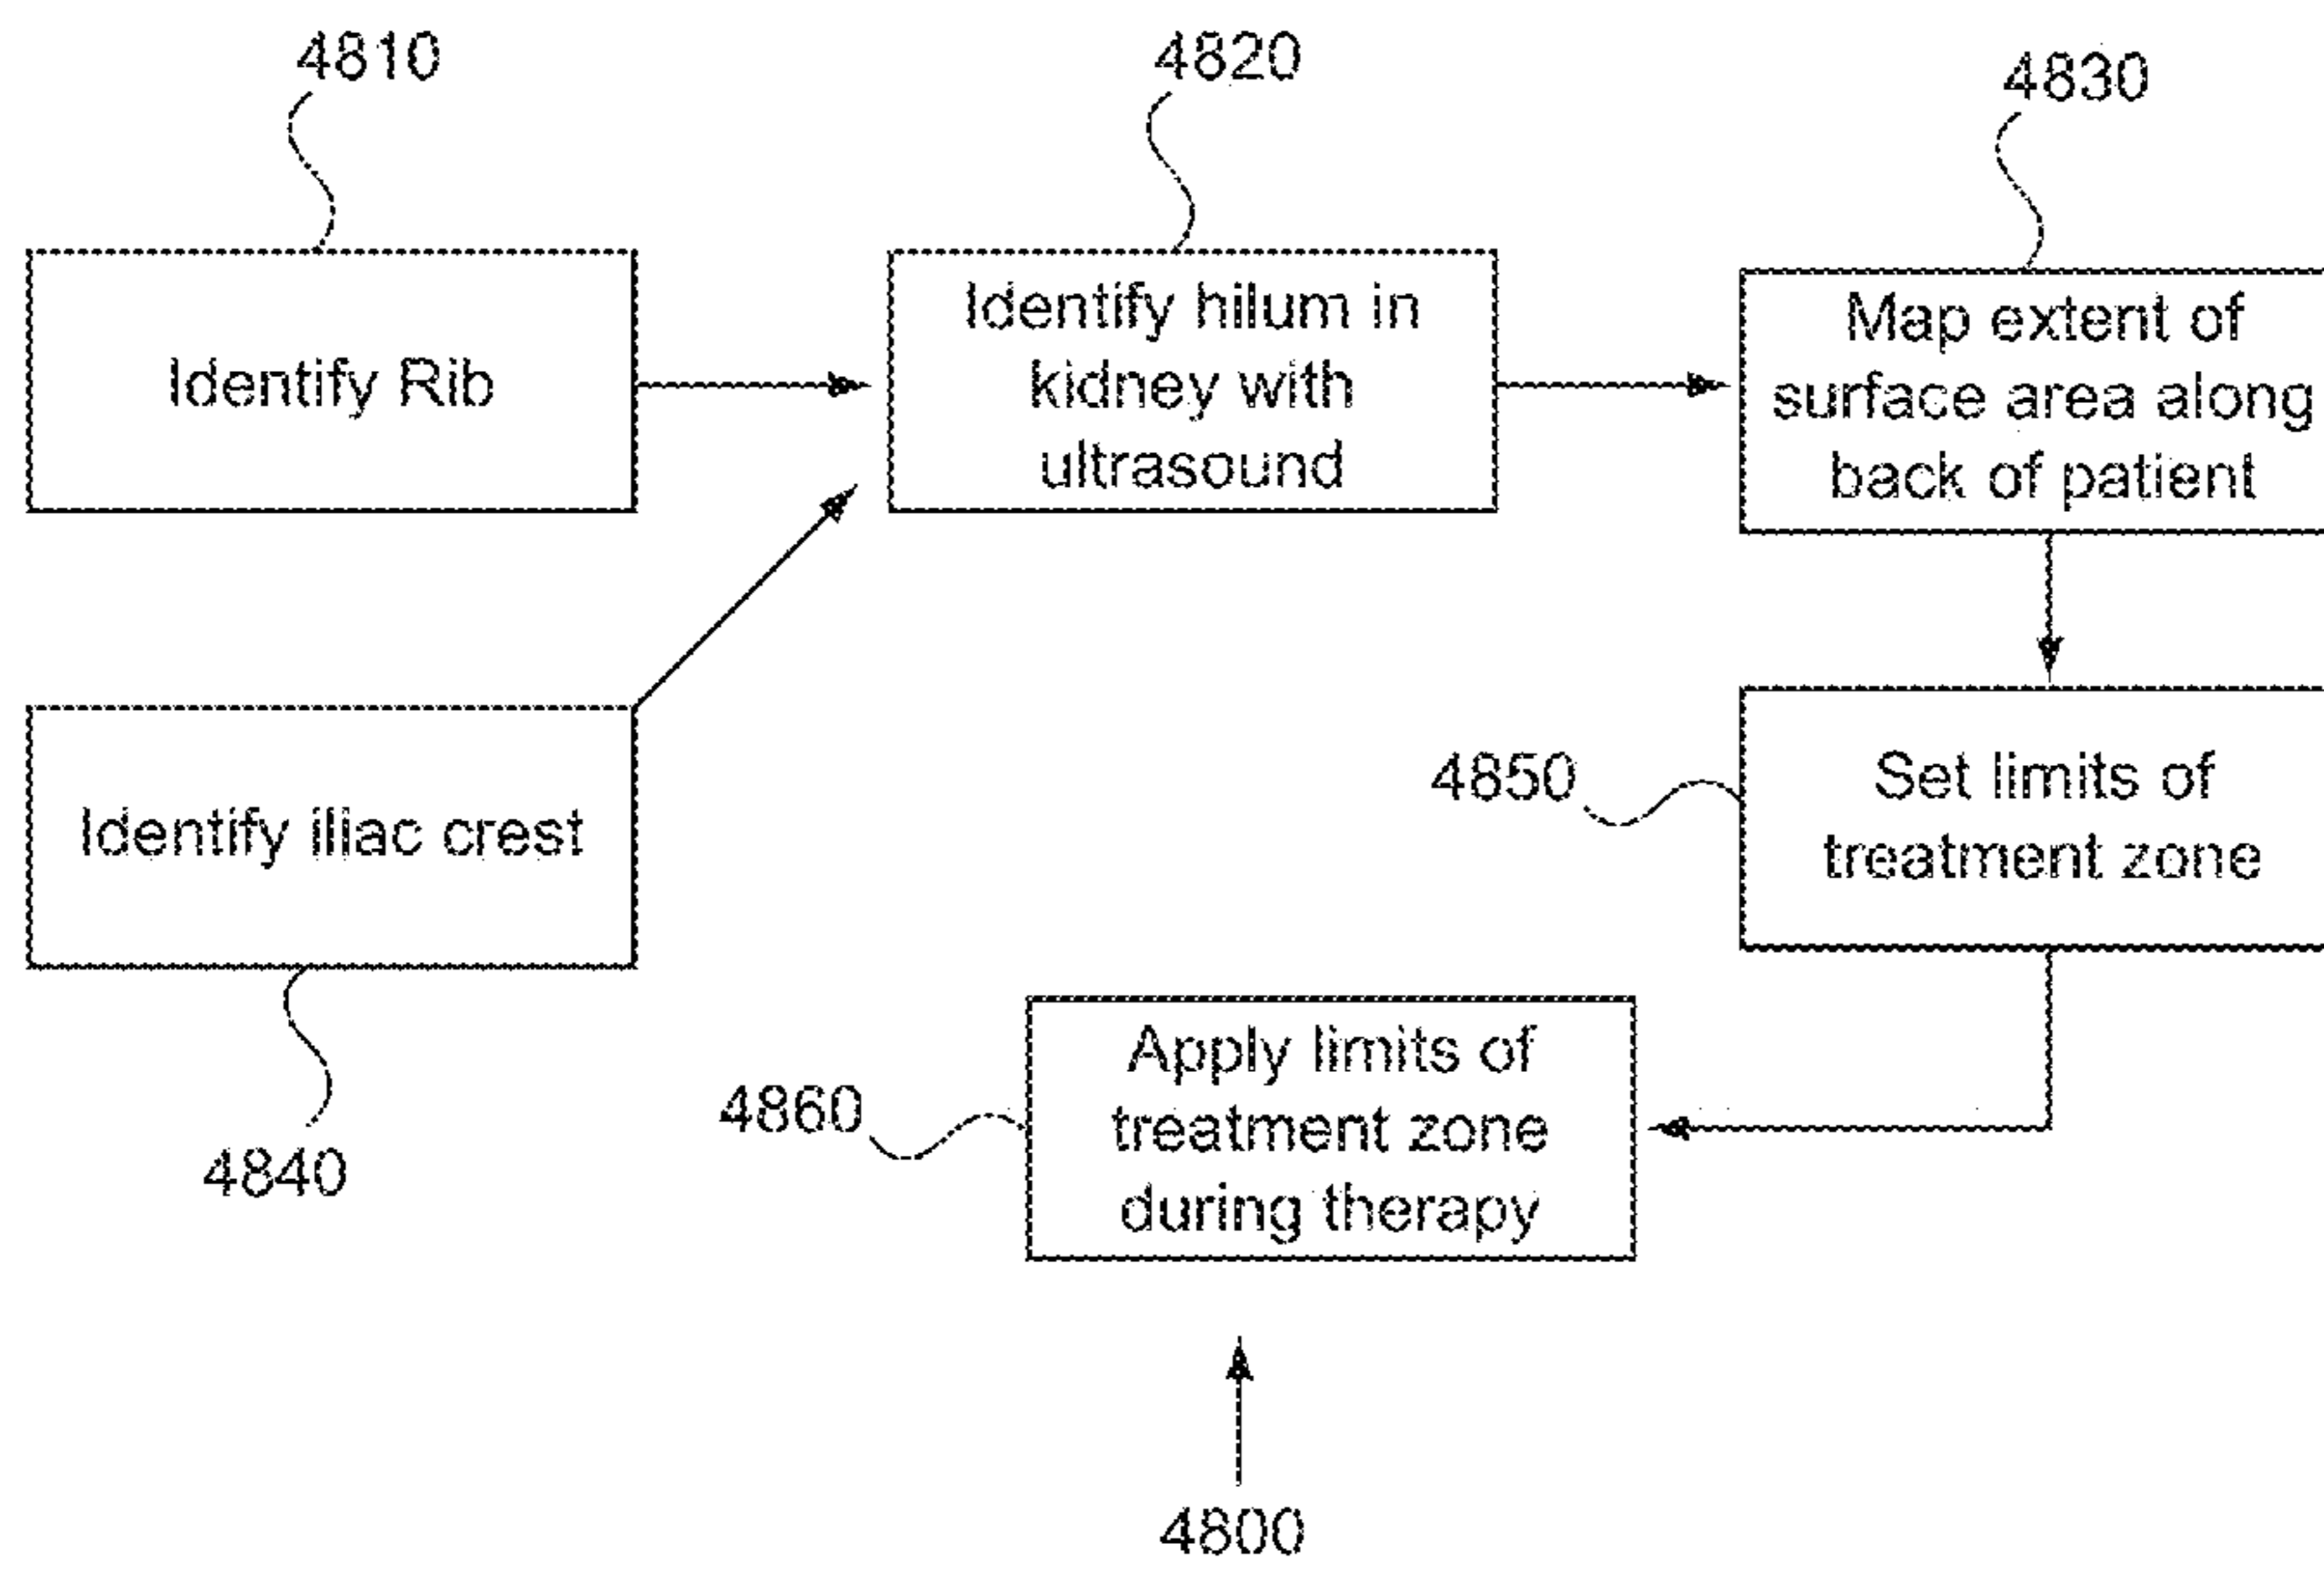 4810
4820
4830
Identify Rib
Identify hilum in
kidney with
ultrasound
Map extent of
surface area along
back of patient
Identify iliac crest
4840
4850
Set limits of
treatment zone
4860
Apply limits of
treatment zone
during therapy
4800